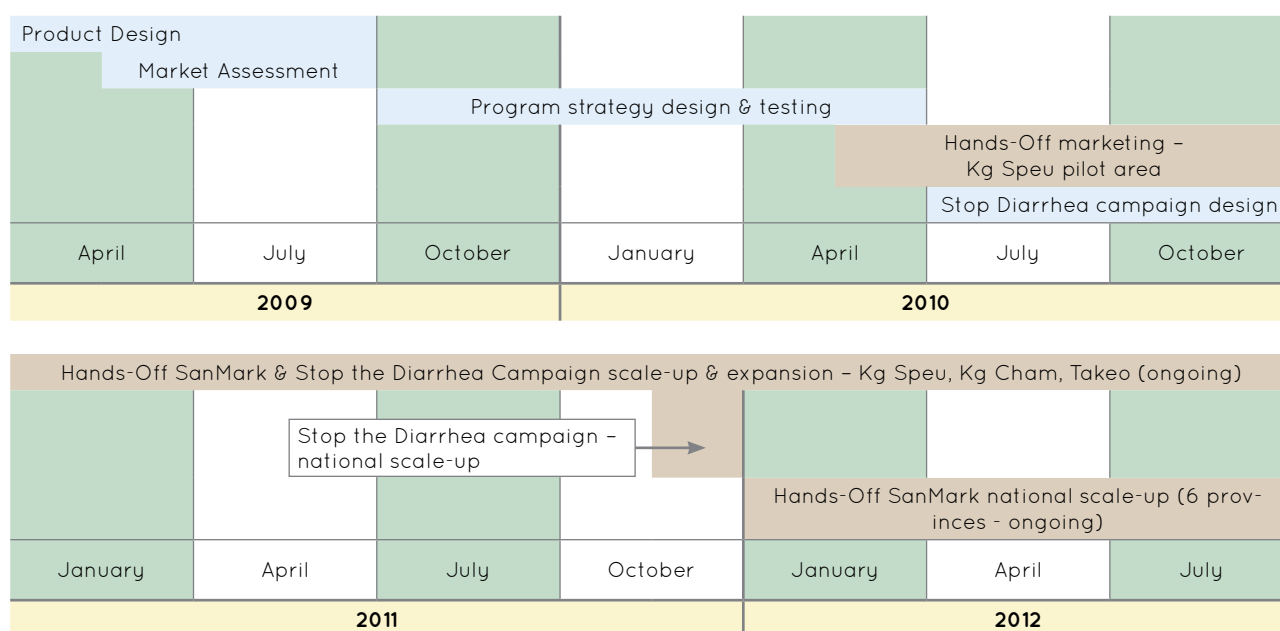 Product Design
Market Assessment
Program strategy design & testing
Hands-Off marketing –
Kg Speu pilot area
Stop Diarrhea campaign design
April July October January April July October
2009 2010
Hands-Off SanMark & Stop the Diarrhea Campaign scale-up & expansion – Kg Speu, Kg Cham, Takeo (ongoing)
Stop the Diarrhea campaign –
national scale-up
Hands-Off SanMark national scale-up (6 prov-
inces - ongoing)
January April July October January April July
2011 2012